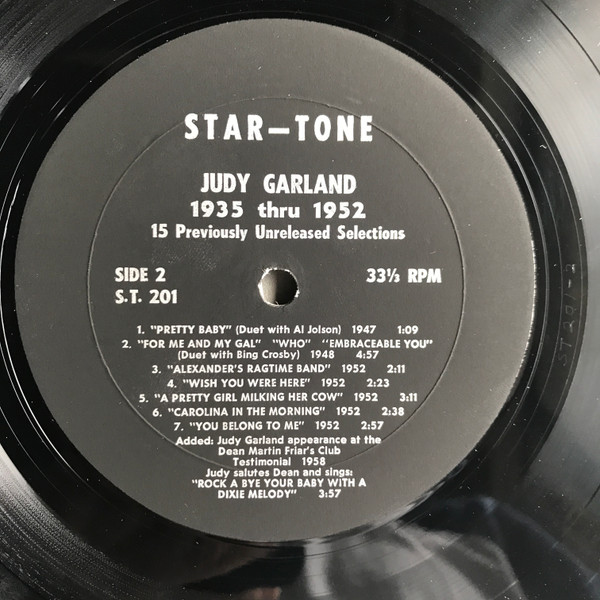 STAR–TONE
JUDY GARLAND
1935 thru 1952
15 Previously Unreleased Selections
SIDE 2
S.T. 201
33⅓ RPM
1. "PRETTY BABY" (Duet with Al Jolson) 1947 1:09
2. "FOR ME AND MY GAL" "WHO" "EMBRACEABLE YOU"
(Duet with Bing Crosby) 1948 4:57
3. "ALEXANDER'S RAGTIME BAND" 1952 2:11
4. "WISH YOU WERE HERE" 1952 2:23
5. "A PRETTY GIRL MILKING HER COW" 1952 3:11
6. "CAROLINA IN THE MORNING" 1952 2:38
7. "YOU BELONG TO ME" 1952 2:57
Added: Judy Garland appearance at the
Dean Martin Friar's Club
Testimonial 1958
Judy salutes Dean and sings:
"ROCK A BYE YOUR BABY WITH A
DIXIE MELODY" 3:57